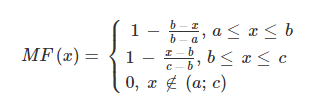 MF(x) = { 1 − (b − x)/(b − a), a ≤ x ≤ b
1 − (x − b)/(c − b), b ≤ x ≤ c
0, x ∉ (a; c)